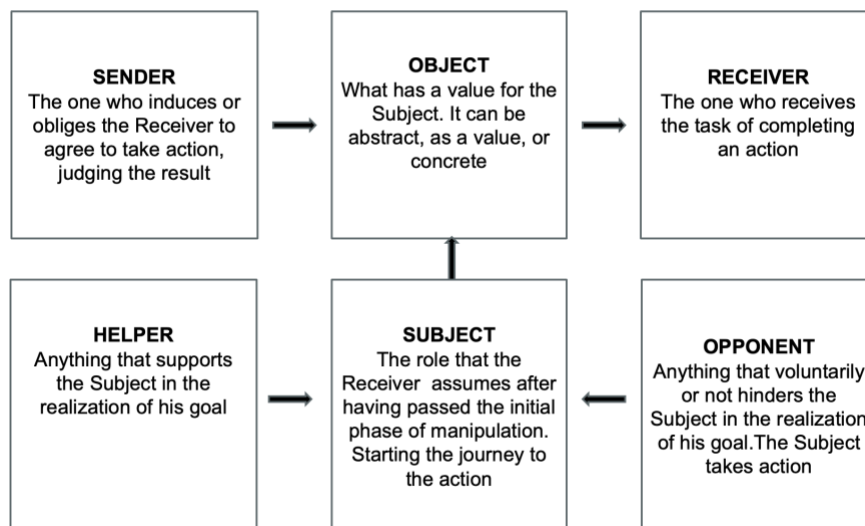 SENDER
The one who induces or
obliges the Receiver to
agree to take action,
judging the result
OBJECT
What has a value for the
Subject. It can be
abstract, as a value, or
concrete
RECEIVER
The one who receives
the task of completing
an action
HELPER
Anything that supports
the Subject in the
realization of his goal
SUBJECT
The role that the
Receiver assumes after
having passed the initial
phase of manipulation.
Starting the journey to
the action
OPPONENT
Anything that voluntarily
or not hinders the
Subject in the realization
of his goal.The Subject
takes action